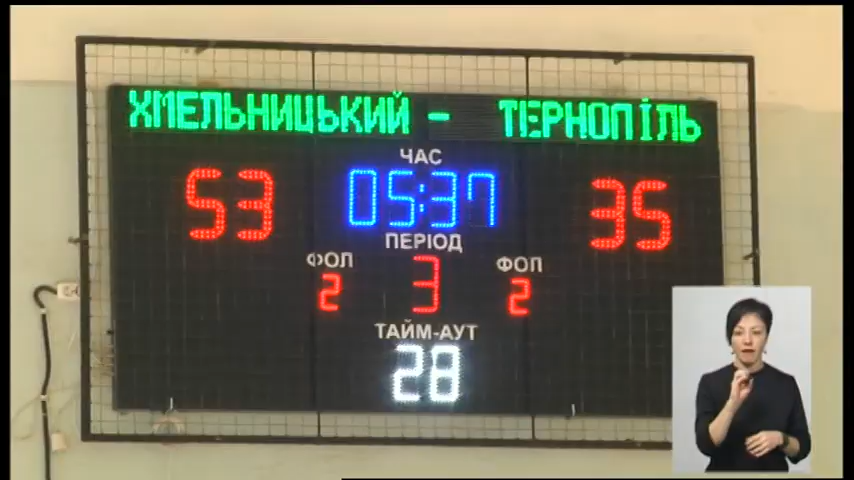 ХМЕЛЬНИЦЬКИЙ - ТЕРНОПІЛЬ
ЧАС
53 05:37 35
ПЕРІОД
ФОЛ 3 ФОЛ
2 2
ТАЙМ-АУТ
28